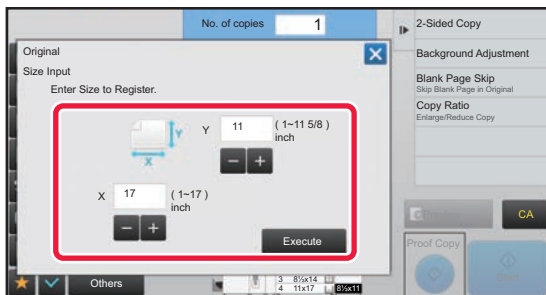 No. of copies 1
2-Sided Copy
Original
Background Adjustment
Size Input
Enter Size to Register.
Blank Page Skip
Skip Blank Page in Original
Copy Ratio
Enlarge/Reduce Copy
Y 11 ( 1~11 5/8 )
inch
Y
X
X 17 ( 1~17 )
inch
Execute
CA
Proof Copy
Start
Others
3 8½x14
4 11x17
8½x11